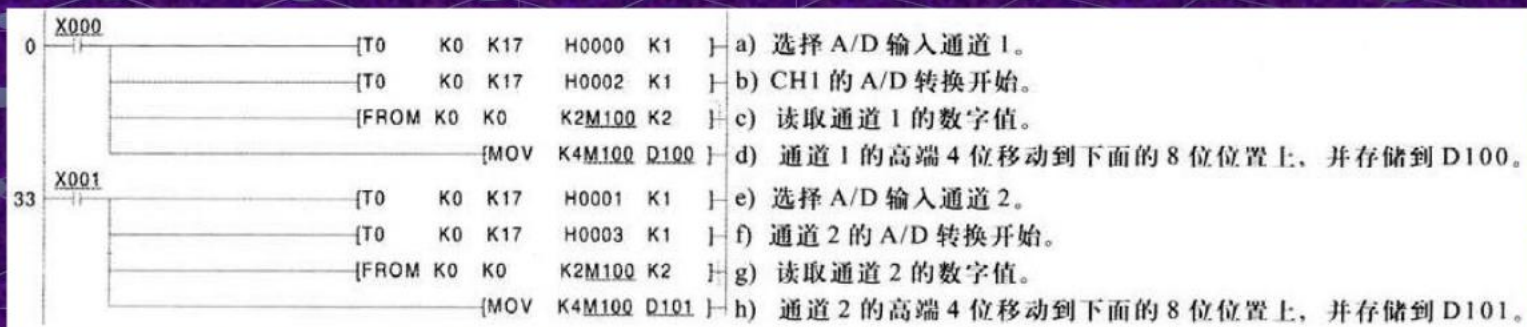 X000
0 [TO K0 K17 H0000 K1 ] a) 选择 A/D 输入通道 1。
[TO K0 K17 H0002 K1 ] b) CH1 的 A/D 转换开始。
[FROM K0 K0 K2M100 K2 ] c) 读取通道 1 的数字值。
[MOV K4M100 D100 ] d) 通道 1 的高端 4 位移动到下面的 8 位位置上，并存储到 D100。
X001
33 [TO K0 K17 H0001 K1 ] e) 选择 A/D 输入通道 2。
[TO K0 K17 H0003 K1 ] f) 通道 2 的 A/D 转换开始。
[FROM K0 K0 K2M100 K2 ] g) 读取通道 2 的数字值。
[MOV K4M100 D101 ] h) 通道 2 的高端 4 位移动到下面的 8 位位置上，并存储到 D101。